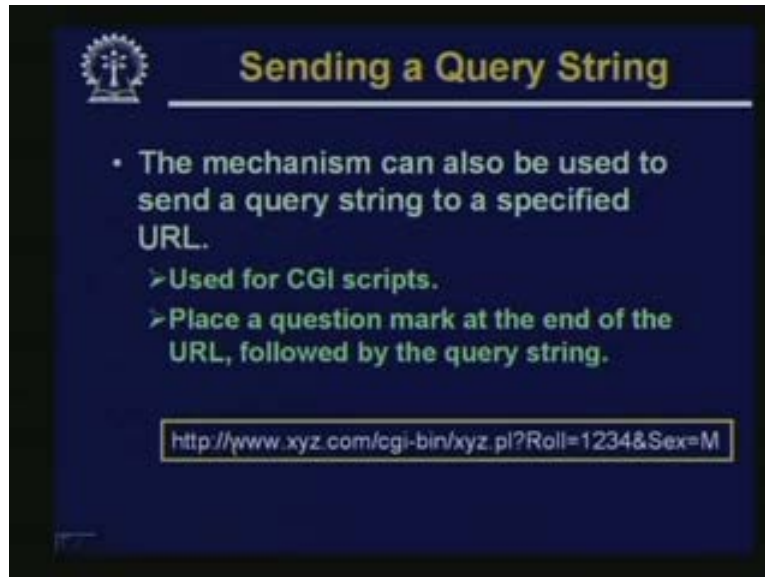 Sending a Query String
• The mechanism can also be used to
send a query string to a specified
URL.
➢Used for CGI scripts.
➢Place a question mark at the end of the
URL, followed by the query string.
http://www.xyz.com/cgi-bin/xyz.pl?Roll=1234&Sex=M